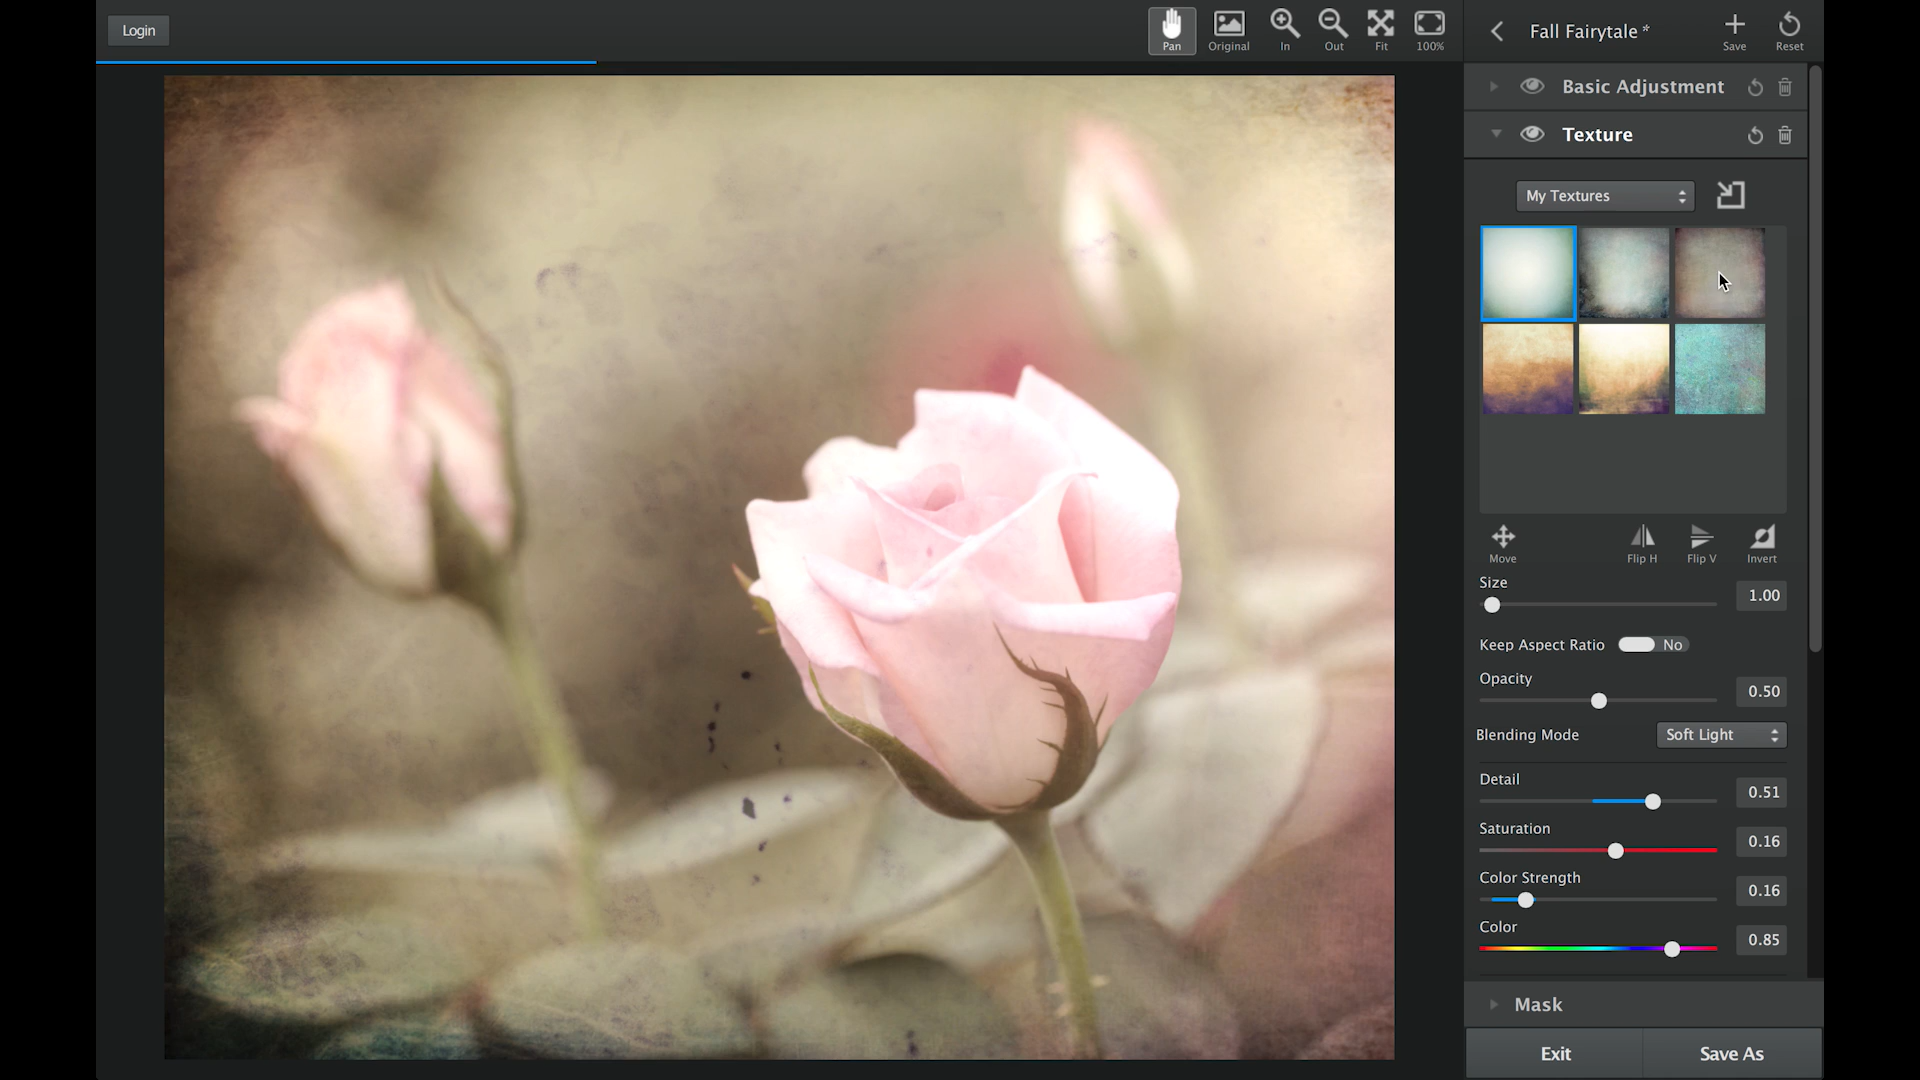 Login
Pan
Original
In
Out
Fit
100%
Fall Fairytale *
Save
Reset
Basic Adjustment
Texture
My Textures
Move
Flip H
Flip V
Invert
Size
1.00
Keep Aspect Ratio No
Opacity
0.50
Blending Mode Soft Light
Detail
0.51
Saturation
0.16
Color Strength
0.16
Color
0.85
Mask
Exit
Save As